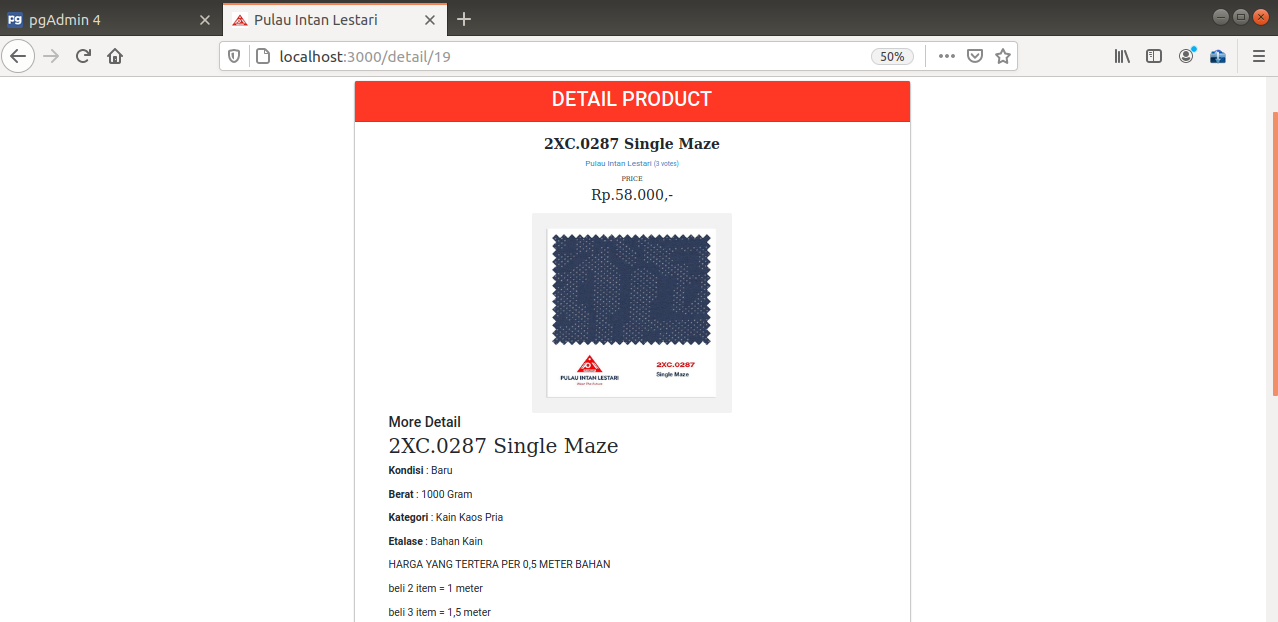 pgAdmin 4
Pulau Intan Lestari
localhost:3000/detail/19
50%
DETAIL PRODUCT
2XC.0287 Single Maze
Pulau Intan Lestari (3 votes)
PRICE
Rp.58.000,-
PULAU INTAN LESTARI
2XC.0287
Single Maze
More Detail
2XC.0287 Single Maze
Kondisi : Baru
Berat : 1000 Gram
Kategori : Kain Kaos Pria
Etalase : Bahan Kain
HARGA YANG TERTERA PER 0,5 METER BAHAN
beli 2 item = 1 meter
beli 3 item = 1,5 meter